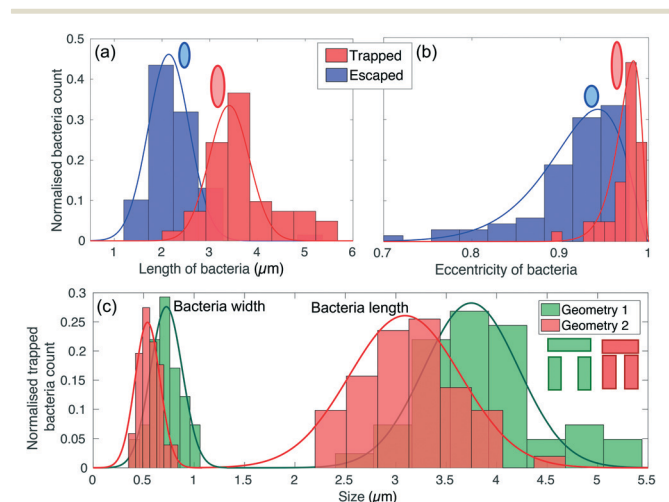 (a)
(b)
Trapped
Escaped
Normalised bacteria count
0.5
0.4
0.3
0.2
0.1
0
1
2
3
4
5
6
Length of bacteria (µm)
0.7
0.8
0.9
1
Eccentricity of bacteria
(c)
Bacteria width
Bacteria length
Geometry 1
Geometry 2
Normalised trapped
bacteria count
0.3
0.25
0.2
0.15
0.1
0.05
0
0
0.5
1
1.5
2
2.5
3
3.5
4
4.5
5
5.5
Size (µm)